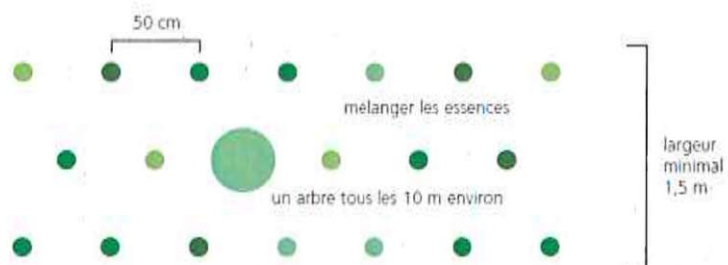 50 cm
mélanger les essences
un arbre tous les 10 m environ
largeur
minimal
1,5 m